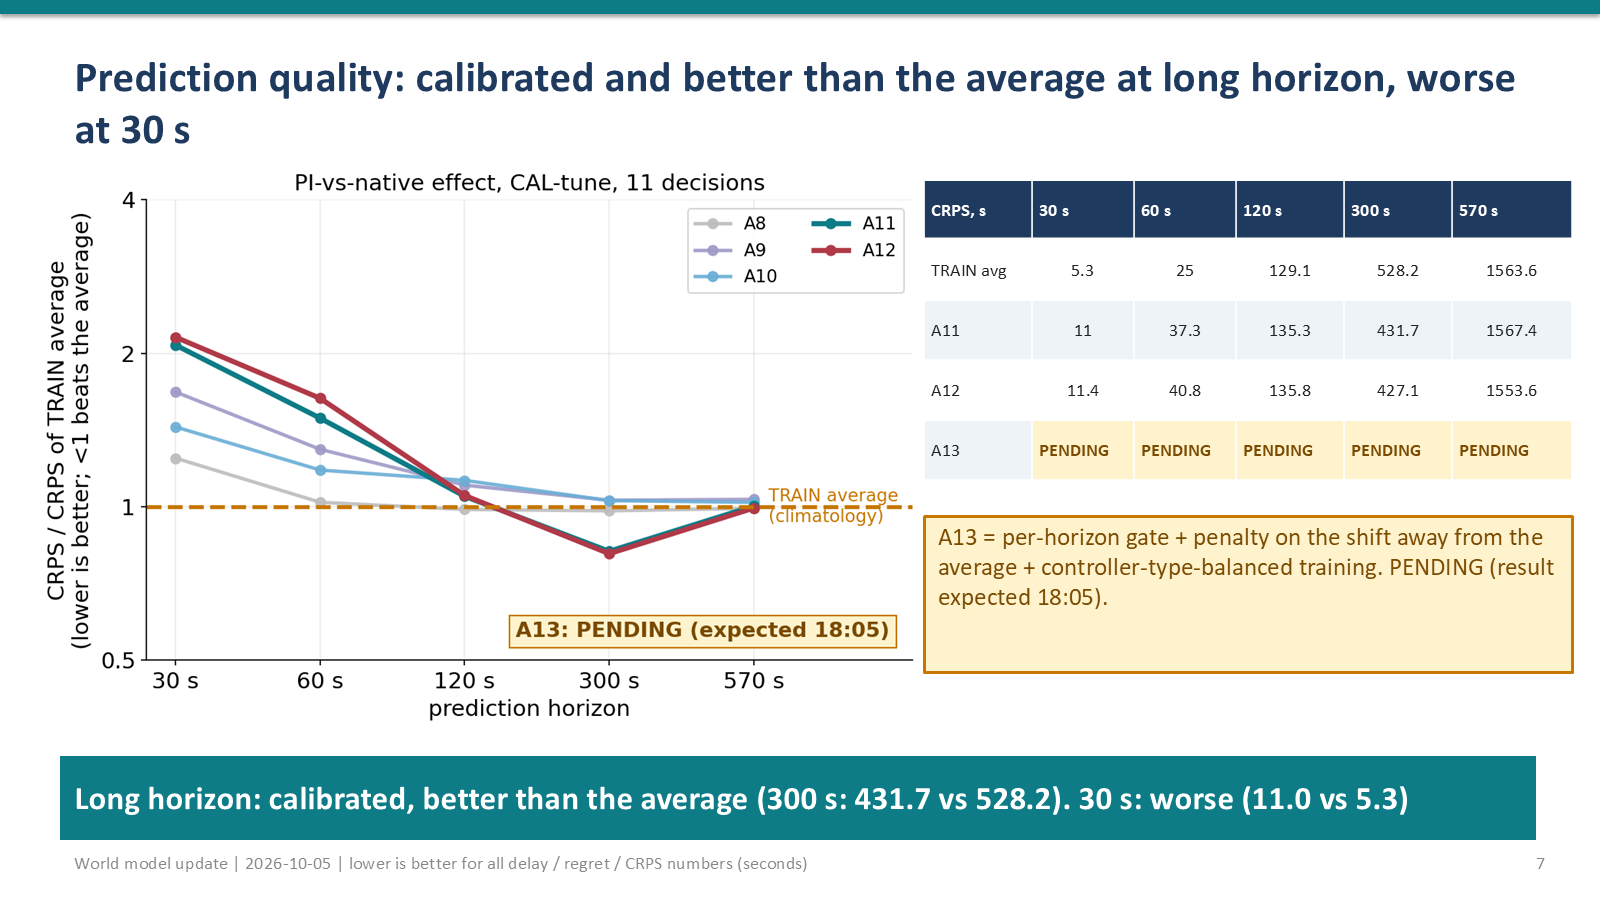 Prediction quality: calibrated and better than the average at long horizon, worse
at 30 s
PI-vs-native effect, CAL-tune, 11 decisions
CRPS / CRPS of TRAIN average
(lower is better; <1 beats the average)
4
2
1
0.5
A8
A9
A10
A11
A12
TRAIN average
(climatology)
A13: PENDING (expected 18:05)
30 s
60 s
120 s
300 s
570 s
prediction horizon
CRPS, s 30 s 60 s 120 s 300 s 570 s
TRAIN avg 5.3 25 129.1 528.2 1563.6
A11 11 37.3 135.3 431.7 1567.4
A12 11.4 40.8 135.8 427.1 1553.6
A13 PENDING PENDING PENDING PENDING PENDING
A13 = per-horizon gate + penalty on the shift away from the
average + controller-type-balanced training. PENDING (result
expected 18:05).
Long horizon: calibrated, better than the average (300 s: 431.7 vs 528.2). 30 s: worse (11.0 vs 5.3)
World model update | 2026-10-05 | lower is better for all delay / regret / CRPS numbers (seconds)
7